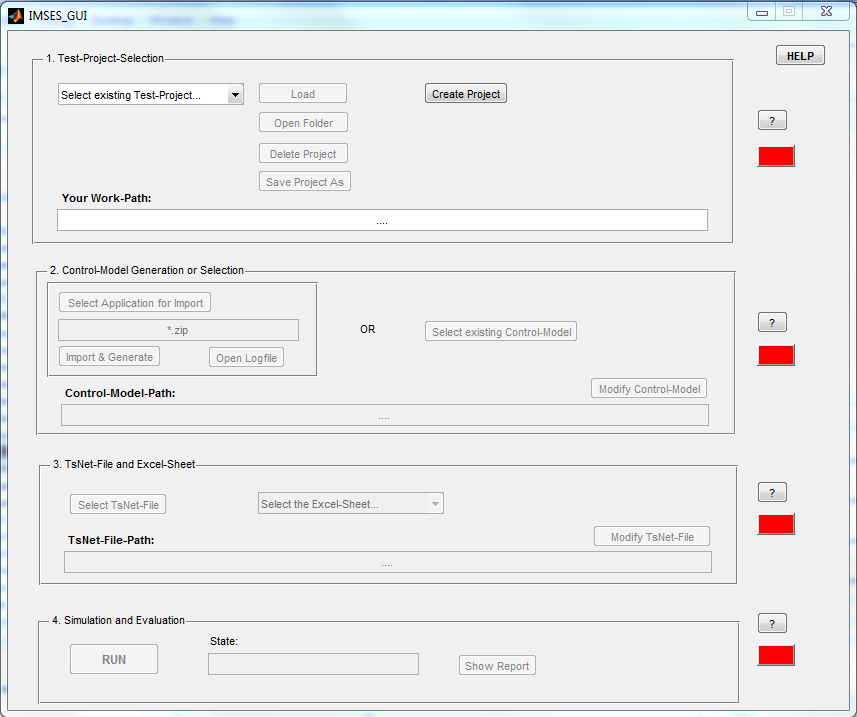 IMSES_GUI
HELP
1. Test-Project-Selection
Select existing Test-Project...
Load
Create Project
Open Folder
?
Delete Project
Save Project As
Your Work-Path:
....
2. Control-Model Generation or Selection
Select Application for Import
*.zip
OR
Select existing Control-Model
?
Import & Generate
Open Logfile
Control-Model-Path:
Modify Control-Model
....
3. TsNet-File and Excel-Sheet
Select TsNet-File
Select the Excel-Sheet...
?
TsNet-File-Path:
Modify TsNet-File
....
4. Simulation and Evaluation
?
State:
RUN
Show Report